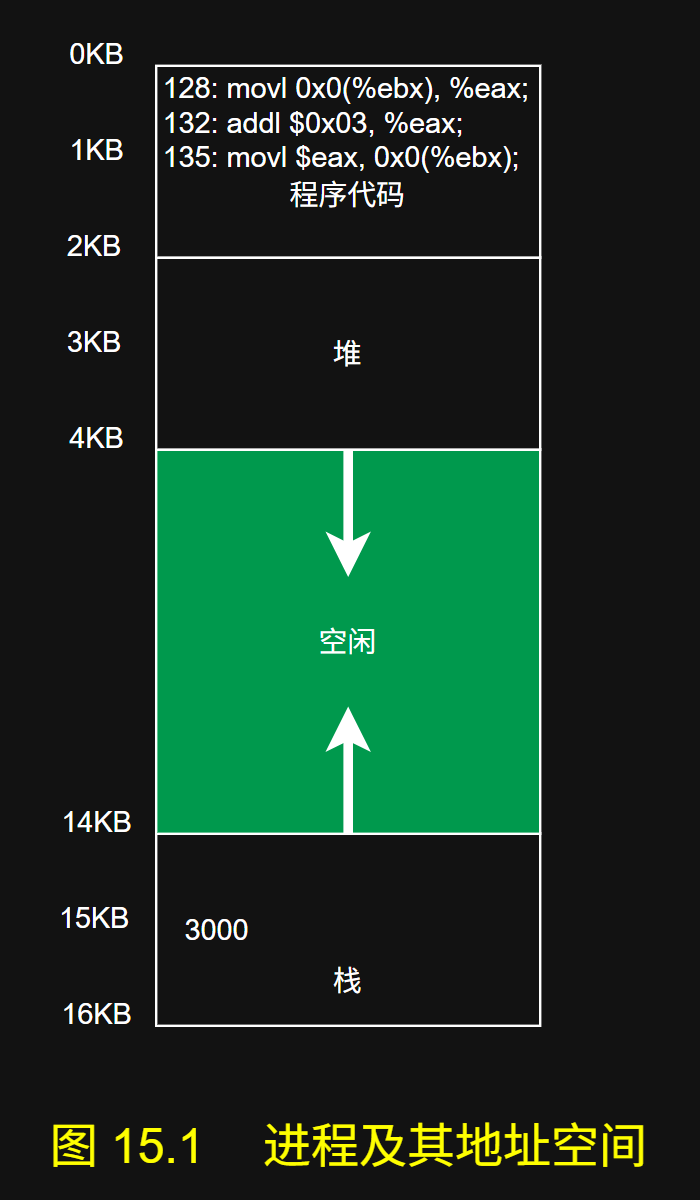 0KB
128: movl 0x0(%ebx), %eax;
132: addl $0x03, %eax;
1KB
135: movl $eax, 0x0(%ebx);
程序代码
2KB
3KB
堆
4KB
空闲
14KB
15KB
3000
栈
16KB
图 15.1 进程及其地址空间